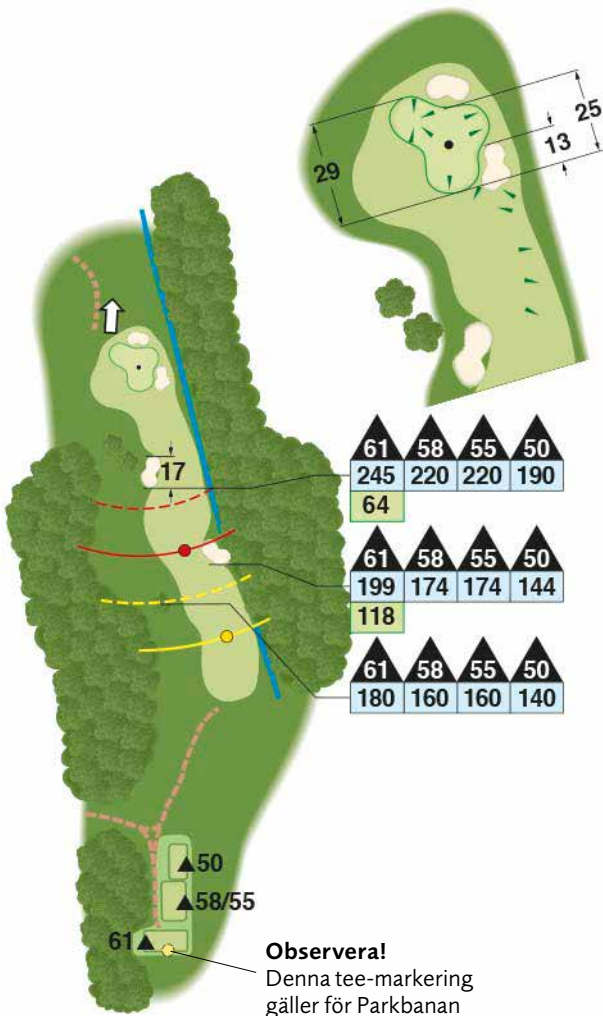 25
13
29
17
61 58 55 50
245 220 220 190
64
61 58 55 50
199 174 174 144
118
61 58 55 50
180 160 160 140
50
58/55
61
Observera!
Denna tee-markering
gäller för Parkbanan